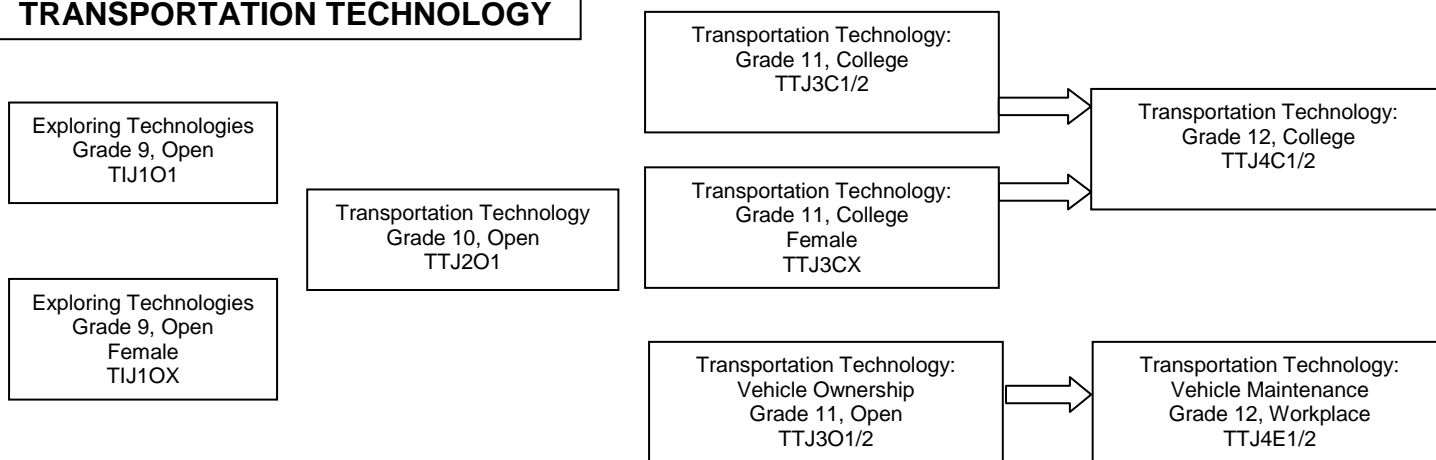 TRANSPORTATION TECHNOLOGY
Exploring Technologies
Grade 9, Open
TIJ1O1
Exploring Technologies
Grade 9, Open
Female
TIJ1OX
Transportation Technology
Grade 10, Open
TTJ2O1
Transportation Technology:
Grade 11, College
TTJ3C1/2
Transportation Technology:
Grade 11, College
Female
TTJ3CX
Transportation Technology:
Vehicle Ownership
Grade 11, Open
TTJ3O1/2
Transportation Technology:
Grade 12, College
TTJ4C1/2
Transportation Technology:
Vehicle Maintenance
Grade 12, Workplace
TTJ4E1/2